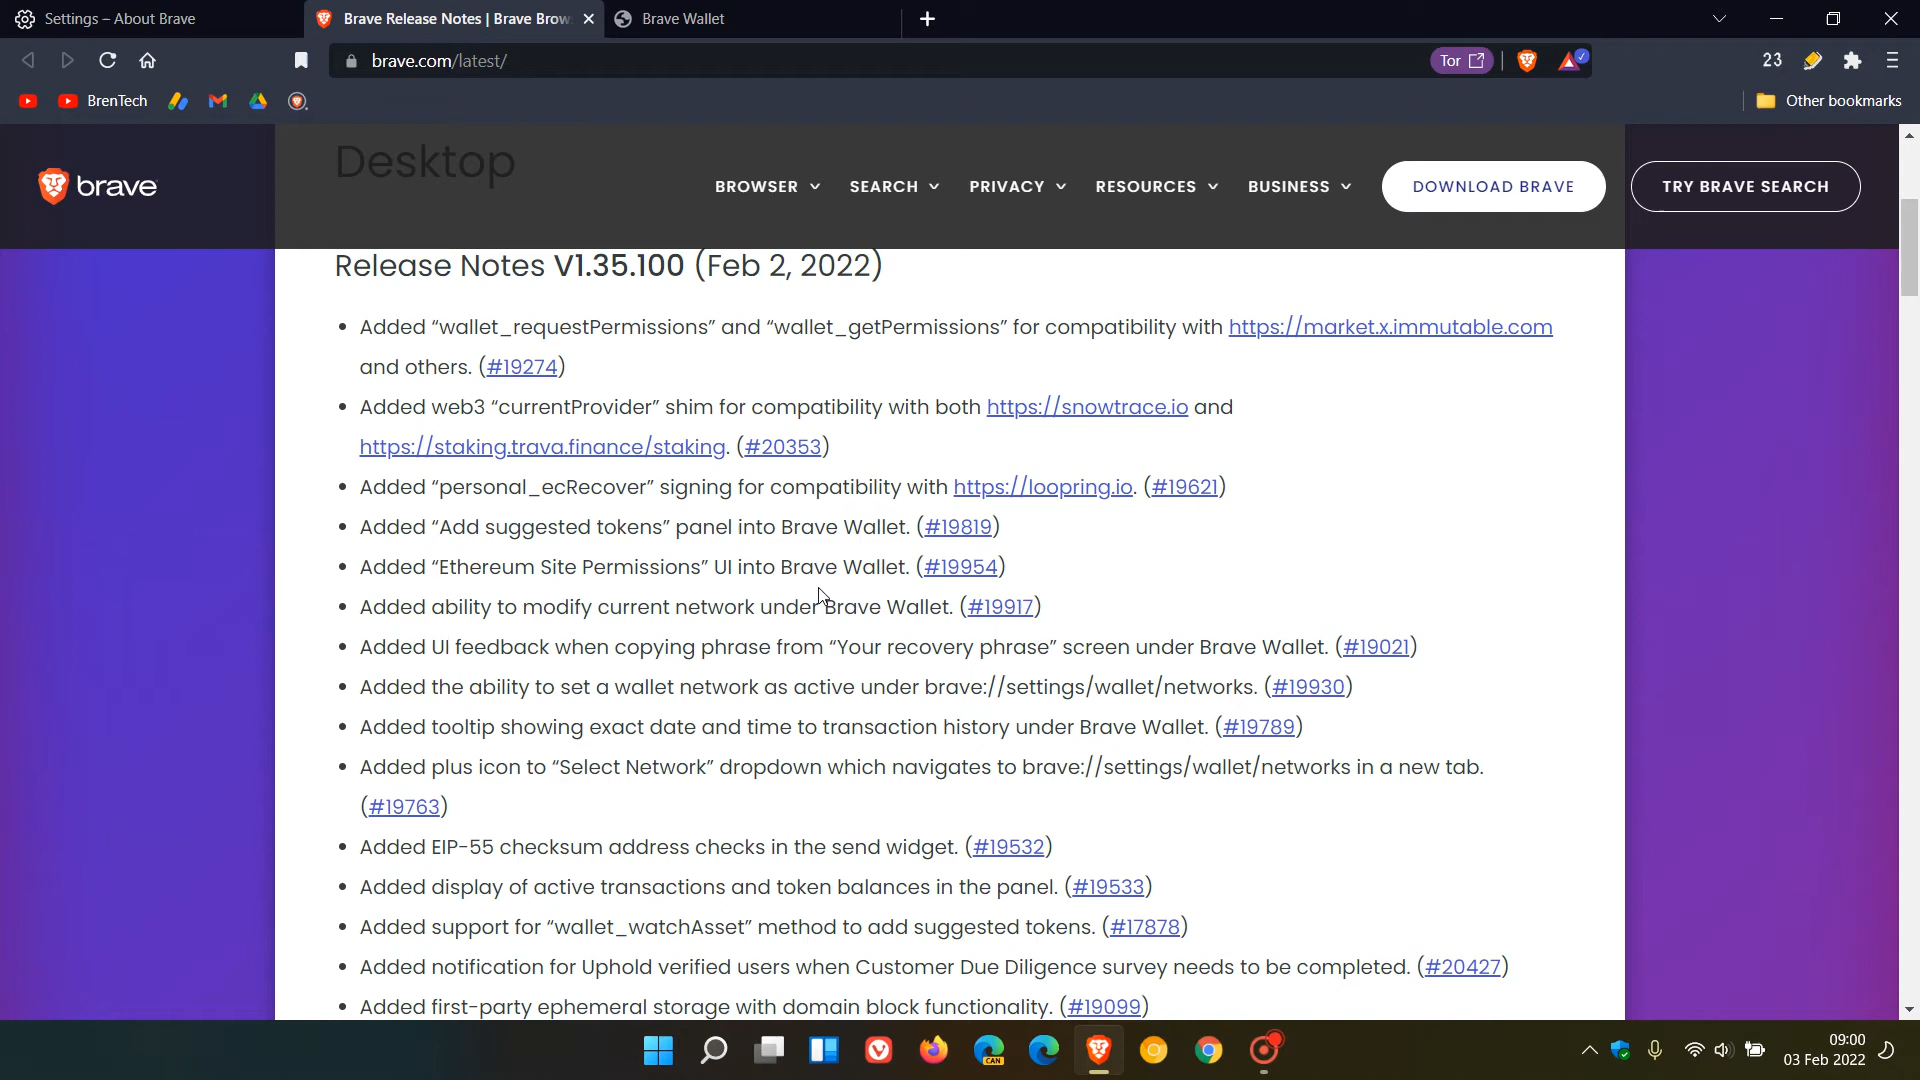 Settings – About Brave
Brave Release Notes | Brave Brow
Brave Wallet
brave.com/latest/
Tor
23
BrenTech
Other bookmarks
Desktop
brave
BROWSER
SEARCH
PRIVACY
RESOURCES
BUSINESS
DOWNLOAD BRAVE
TRY BRAVE SEARCH
Release Notes V1.35.100 (Feb 2, 2022)
• Added “wallet_requestPermissions” and “wallet_getPermissions” for compatibility with https://market.x.immutable.com
and others. (#19274)
• Added web3 “currentProvider” shim for compatibility with both https://snowtrace.io and
https://staking.trava.finance/staking. (#20353)
• Added “personal_ecRecover” signing for compatibility with https://loopring.io. (#19621)
• Added “Add suggested tokens” panel into Brave Wallet. (#19819)
• Added “Ethereum Site Permissions” UI into Brave Wallet. (#19954)
• Added ability to modify current network under Brave Wallet. (#19917)
• Added UI feedback when copying phrase from “Your recovery phrase” screen under Brave Wallet. (#19021)
• Added the ability to set a wallet network as active under brave://settings/wallet/networks. (#19930)
• Added tooltip showing exact date and time to transaction history under Brave Wallet. (#19789)
• Added plus icon to “Select Network” dropdown which navigates to brave://settings/wallet/networks in a new tab.
(#19763)
• Added EIP-55 checksum address checks in the send widget. (#19532)
• Added display of active transactions and token balances in the panel. (#19533)
• Added support for “wallet_watchAsset” method to add suggested tokens. (#17878)
• Added notification for Uphold verified users when Customer Due Diligence survey needs to be completed. (#20427)
• Added first-party ephemeral storage with domain block functionality. (#19099)
CAN
09:00
03 Feb 2022